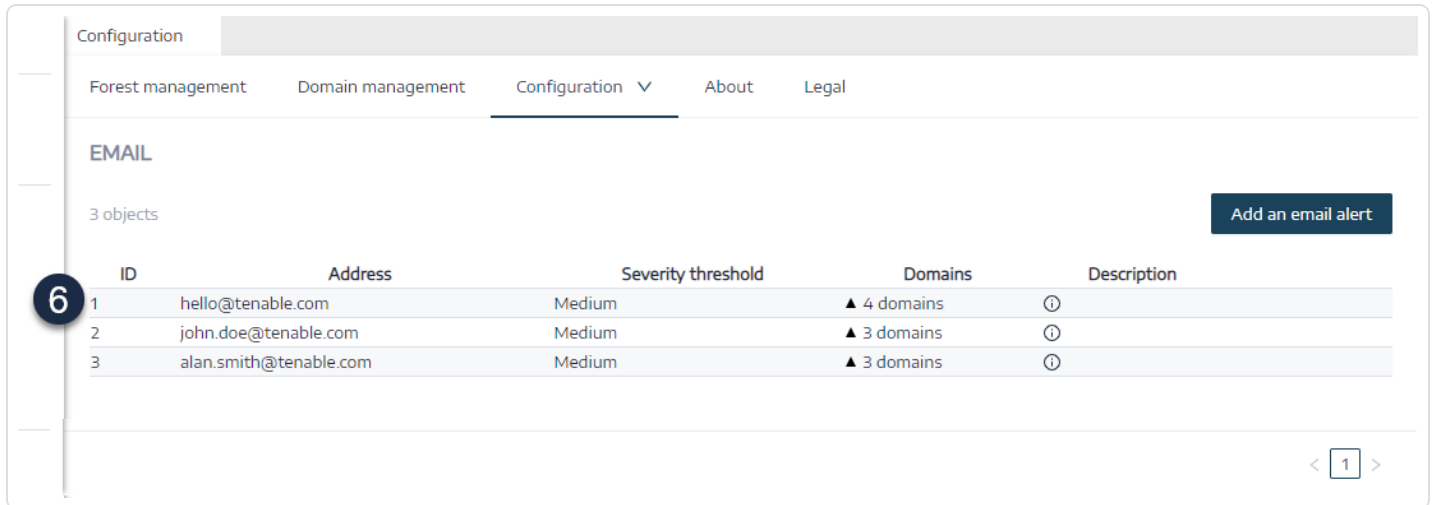 Configuration
Forest management Domain management Configuration About Legal
EMAIL
3 objects Add an email alert
ID Address Severity threshold Domains Description
6
1 hello@tenable.com Medium ▲ 4 domains
2 john.doe@tenable.com Medium ▲ 3 domains
3 alan.smith@tenable.com Medium ▲ 3 domains
< 1 >